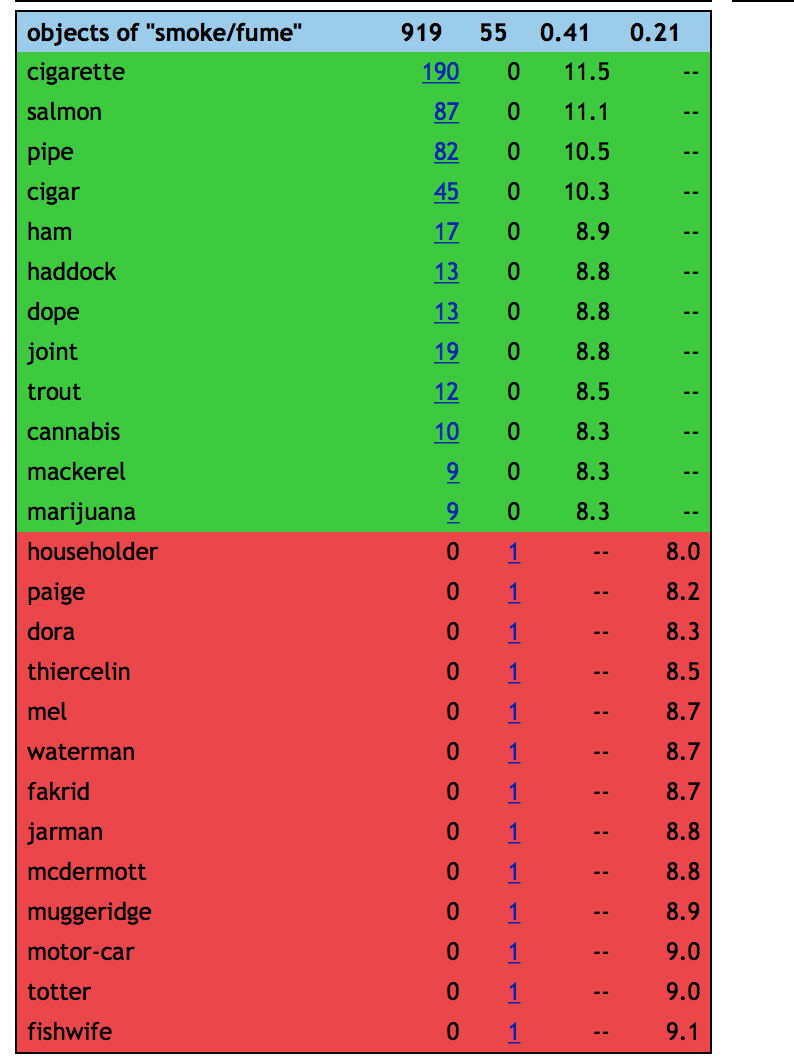 objects of "smoke/fume" 919 55 0.41 0.21
cigarette 190 0 11.5 --
salmon 87 0 11.1 --
pipe 82 0 10.5 --
cigar 45 0 10.3 --
ham 17 0 8.9 --
haddock 13 0 8.8 --
dope 13 0 8.8 --
joint 19 0 8.8 --
trout 12 0 8.5 --
cannabis 10 0 8.3 --
mackerel 9 0 8.3 --
marijuana 9 0 8.3 --
householder 0 1 -- 8.0
paige 0 1 -- 8.2
dora 0 1 -- 8.3
thiercelin 0 1 -- 8.5
mel 0 1 -- 8.7
waterman 0 1 -- 8.7
fakrid 0 1 -- 8.7
jarman 0 1 -- 8.8
mcdermott 0 1 -- 8.8
muggeridge 0 1 -- 8.9
motor-car 0 1 -- 9.0
totter 0 1 -- 9.0
fishwife 0 1 -- 9.1